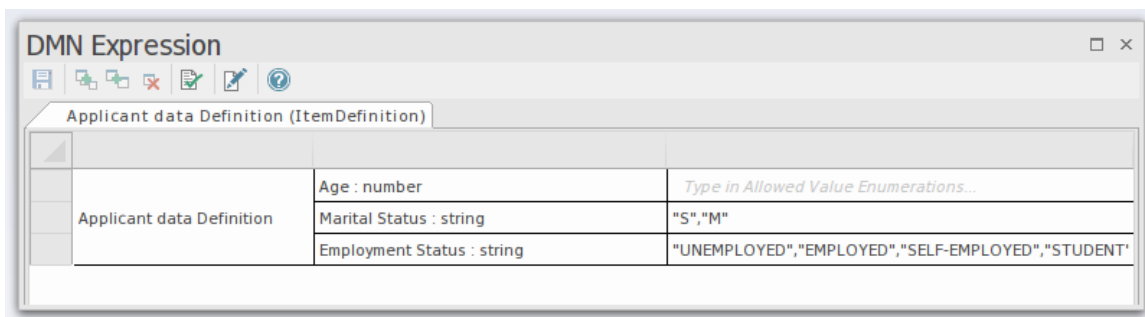 DMN Expression
Applicant data Definition (ItemDefinition)
Age : number
Type in Allowed Value Enumerations...
Applicant data Definition
Marital Status : string
"S","M"
Employment Status : string
"UNEMPLOYED","EMPLOYED","SELF-EMPLOYED","STUDENT"